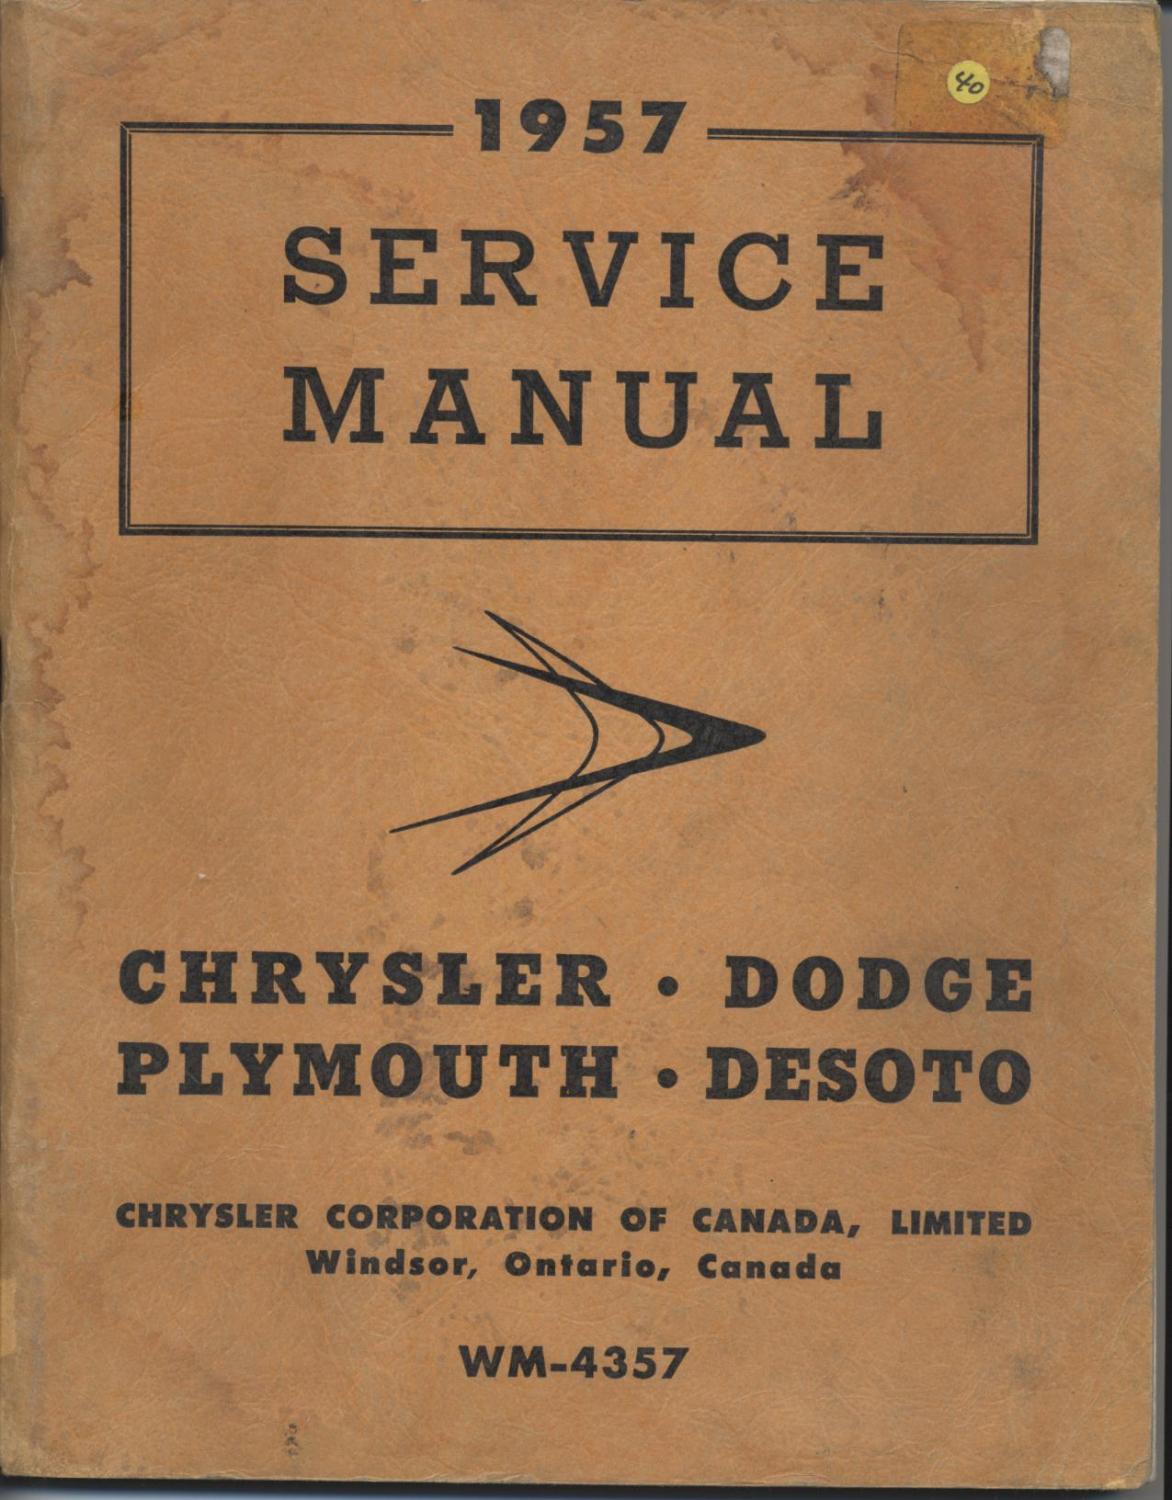 40
1957
SERVICE
MANUAL
CHRYSLER • DODGE
PLYMOUTH • DESOTO
CHRYSLER CORPORATION OF CANADA, LIMITED
Windsor, Ontario, Canada
WM-4357